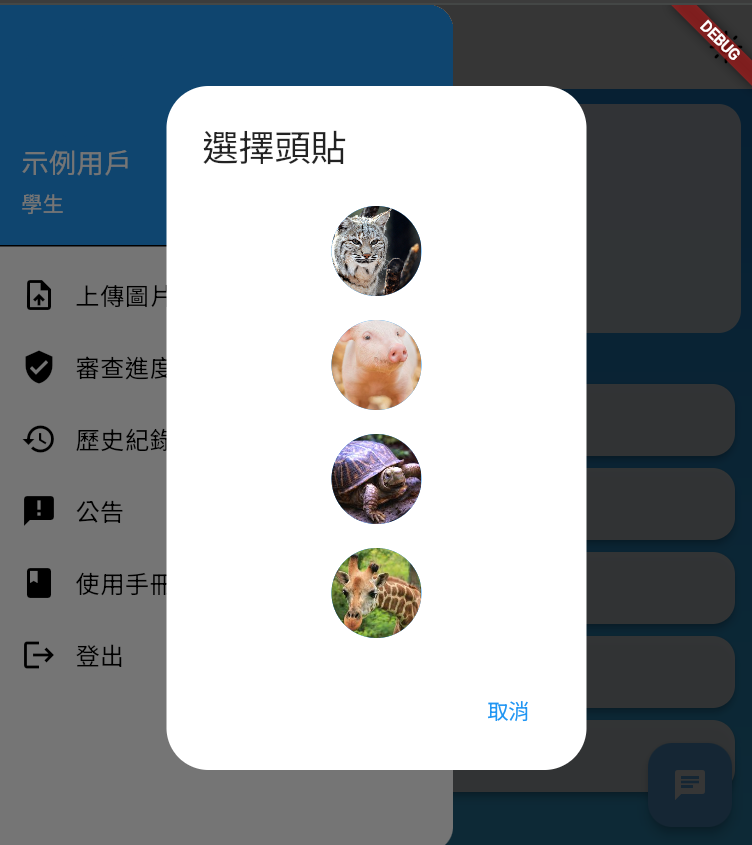 DEBUG
選擇頭貼
示例用戶
學生
上傳圖片
審查進度
歷史紀錄
公告
使用手冊
登出
取消